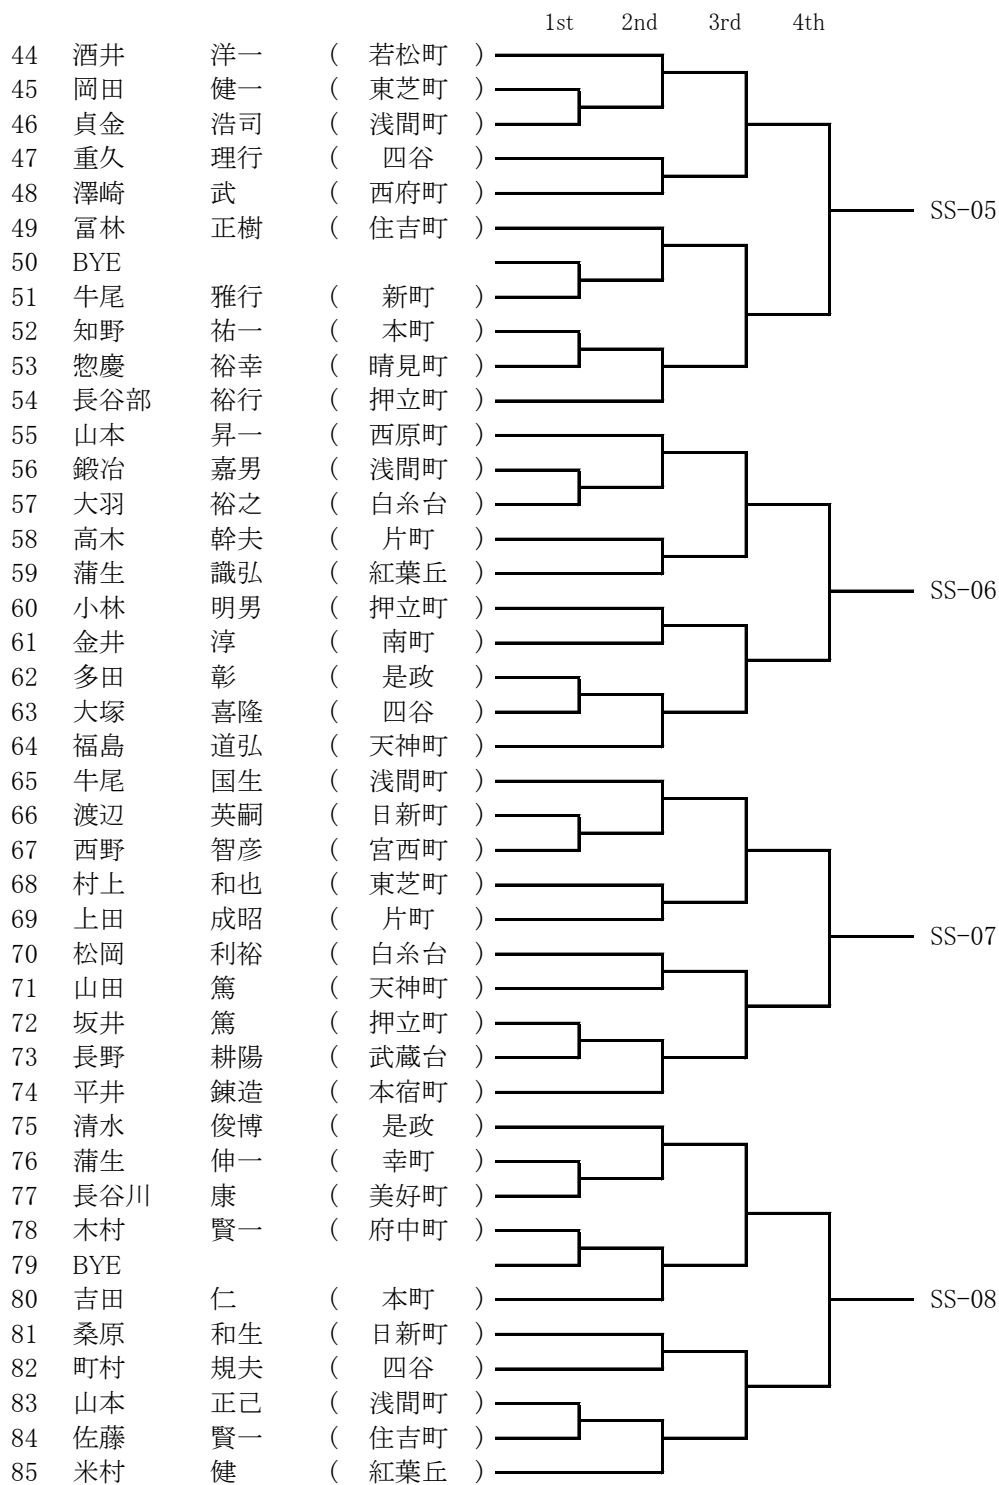 1st 2nd 3rd 4th
44 酒井 洋一 ( 若松町 )
45 岡田 健一 ( 東芝町 )
46 貞金 浩司 ( 浅間町 )
47 重久 理行 ( 四谷 )
48 澤崎 武 ( 西府町 )
SS-05
49 冨林 正樹 ( 住吉町 )
50 BYE
51 牛尾 雅行 ( 新町 )
52 知野 祐一 ( 本町 )
53 惣慶 裕幸 ( 晴見町 )
54 長谷部 裕行 ( 押立町 )
55 山本 昇一 ( 西原町 )
56 鍛冶 嘉男 ( 浅間町 )
57 大羽 裕之 ( 白糸台 )
58 高木 幹夫 ( 片町 )
59 蒲生 識弘 ( 紅葉丘 )
SS-06
60 小林 明男 ( 押立町 )
61 金井 淳 ( 南町 )
62 多田 彰 ( 是政 )
63 大塚 喜隆 ( 四谷 )
64 福島 道弘 ( 天神町 )
65 牛尾 国生 ( 浅間町 )
66 渡辺 英嗣 ( 日新町 )
67 西野 智彦 ( 宮西町 )
68 村上 和也 ( 東芝町 )
69 上田 成昭 ( 片町 )
SS-07
70 松岡 利裕 ( 白糸台 )
71 山田 篤 ( 天神町 )
72 坂井 篤 ( 押立町 )
73 長野 耕陽 ( 武蔵台 )
74 平井 錬造 ( 本宿町 )
75 清水 俊博 ( 是政 )
76 蒲生 伸一 ( 幸町 )
77 長谷川 康 ( 美好町 )
78 木村 賢一 ( 府中町 )
79 BYE
80 吉田 仁 ( 本町 ) SS-08
81 桑原 和生 ( 日新町 )
82 町村 規夫 ( 四谷 )
83 山本 正己 ( 浅間町 )
84 佐藤 賢一 ( 住吉町 )
85 米村 健 ( 紅葉丘 )